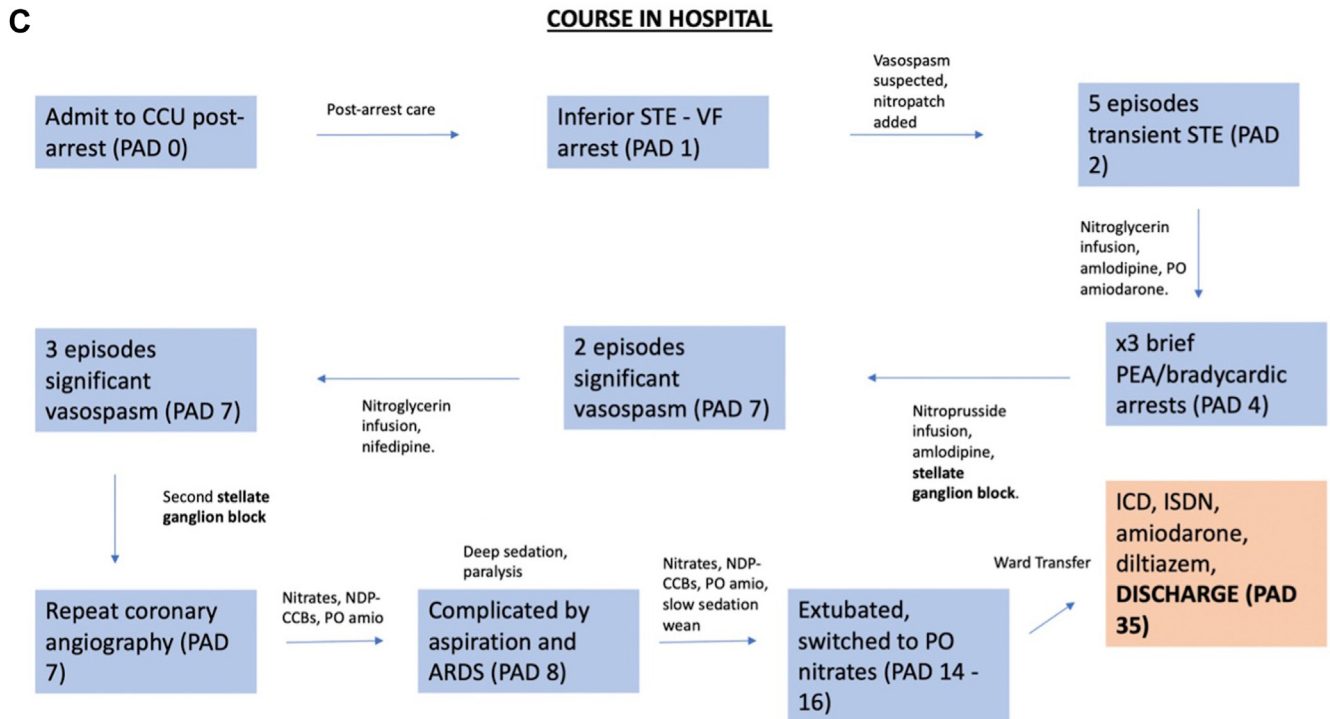 C
COURSE IN HOSPITAL
Admit to CCU post-
arrest (PAD 0)
Post-arrest care
Inferior STE - VF
arrest (PAD 1)
Vasospasm
suspected,
nitropatch
added
5 episodes
transient STE (PAD
2)
Nitroglycerin
infusion,
amlodipine, PO
amiodarone.
x3 brief
PEA/bradycardic
arrests (PAD 4)
Nitroprusside
infusion,
amlodipine,
stellate
ganglion block.
2 episodes
significant
vasospasm (PAD 7)
Nitroglycerin
infusion,
nifedipine.
3 episodes
significant
vasospasm (PAD 7)
Second stellate
ganglion block
Repeat coronary
angiography (PAD
7)
Nitrates, NDP-
CCBs, PO amio
Deep sedation,
paralysis
Complicated by
aspiration and
ARDS (PAD 8)
Nitrates, NDP-
CCBs, PO amio,
slow sedation
wean
Extubated,
switched to PO
nitrates (PAD 14 -
16)
Ward Transfer
ICD, ISDN,
amiodarone,
diltiazem,
DISCHARGE (PAD
35)